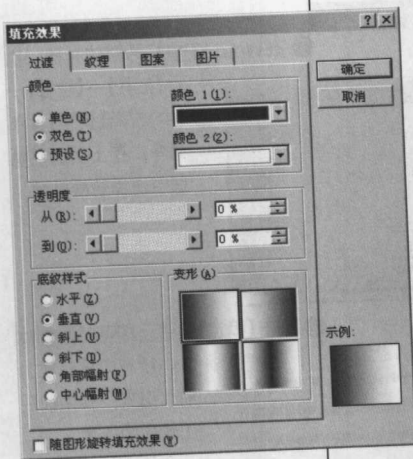 填充效果
过渡 纹理 图案 图片
确定
取消
颜色
单色(N)
双色(T)
预设(S)
颜色 1(1):
颜色 2(2):
透明度
从(R): 0 %
到(O): 0 %
底纹样式
水平(Z)
垂直(V)
斜上(U)
斜下(D)
角部幅射(F)
中心幅射(M)
变形(A)
示例:
随图形旋转填充效果(W)